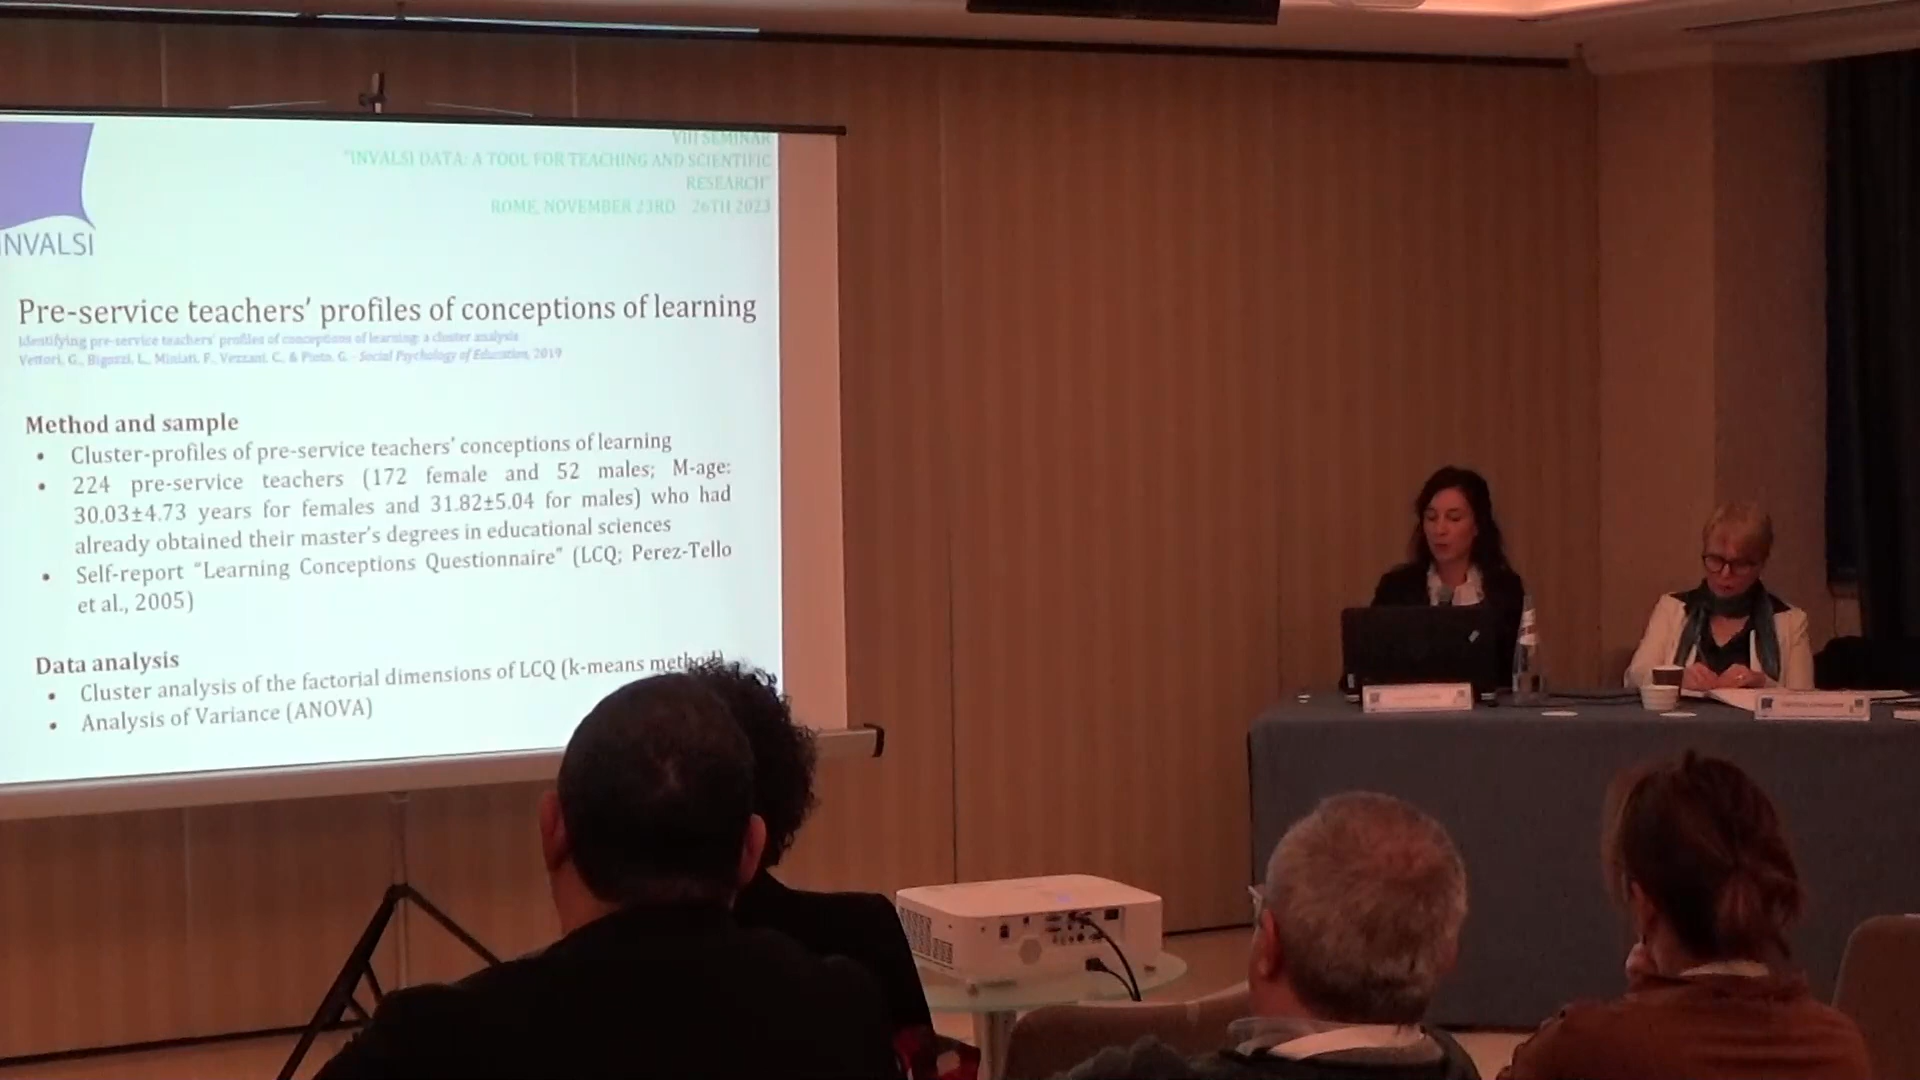 VIII SEMINAR
"INVALSI DATA: A TOOL FOR TEACHING AND SCIENTIFIC
RESEARCH"
ROME, NOVEMBER 23RD 26TH 2023
INVALSI
Pre-service teachers' profiles of conceptions of learning
Identifying pre-service teachers' profiles of conceptions of learning: a cluster analysis
Vettori, G., Bigozzi, L., Miniati, F., Vezzani, C., & Pinto, G. - Social Psychology of Education, 2019
Method and sample
• Cluster-profiles of pre-service teachers' conceptions of learning
• 224 pre-service teachers (172 female and 52 males; M-age:
30.03±4.73 years for females and 31.82±5.04 for males) who had
already obtained their master's degrees in educational sciences
• Self-report "Learning Conceptions Questionnaire" (LCQ; Perez-Tello
et al., 2005)
Data analysis
• Cluster analysis of the factorial dimensions of LCQ (k-means method)
• Analysis of Variance (ANOVA)